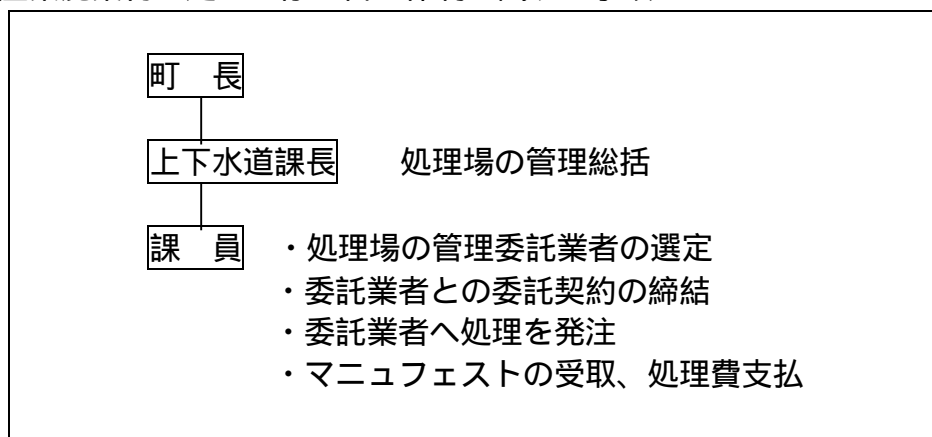 町　長
上下水道課長　　処理場の管理総括
課　員　・処理場の管理委託業者の選定
・委託業者との委託契約の締結
・委託業者へ処理を発注
・マニュフェストの受取、処理費支払